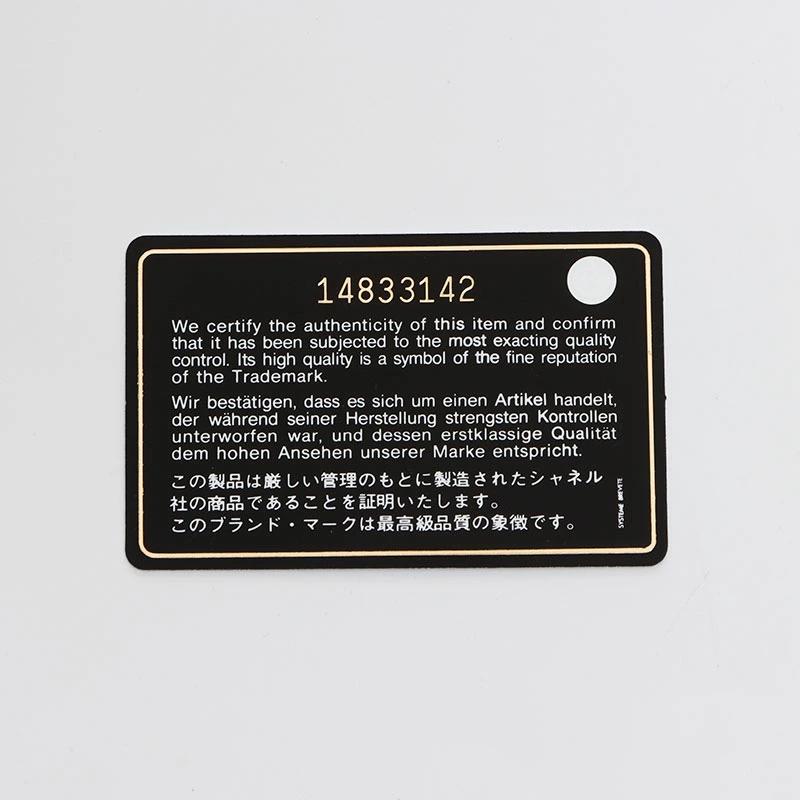 14833142
We certify the authenticity of this item and confirm
that it has been subjected to the most exacting quality
control. Its high quality is a symbol of the fine reputation
of the Trademark.
Wir bestätigen, dass es sich um einen Artikel handelt,
der während seiner Herstellung strengsten Kontrollen
unterworfen war, und dessen erstklassige Qualität
dem hohen Ansehen unserer Marke entspricht.
この製品は厳しい管理のもとに製造されたシャネル
社の商品であることを証明いたします。
このブランド・マークは最高級品質の象徴です。
SYSTEME BREVETE